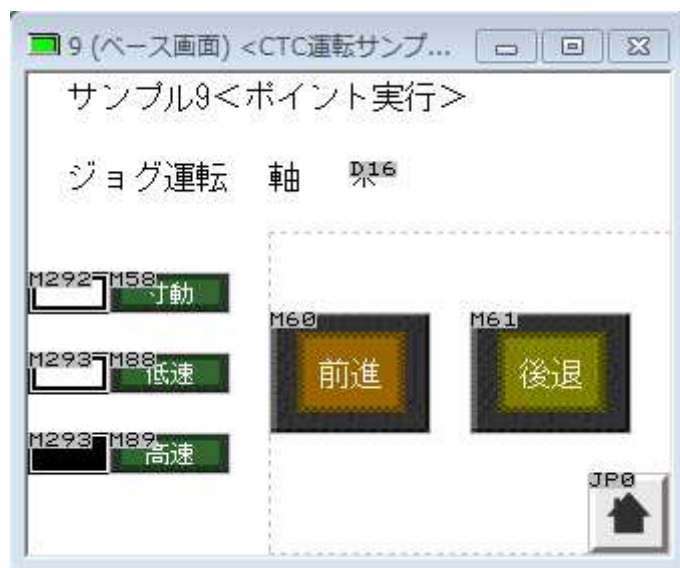 9 (ベース画面) <CTC運転サンプ...
サンプル9<ポイント実行>
ジョグ運転 軸 D16
M292 M58 寸動
M60 前進
M61 後退
M293 M88 低速
M293 M89 高速
JP0